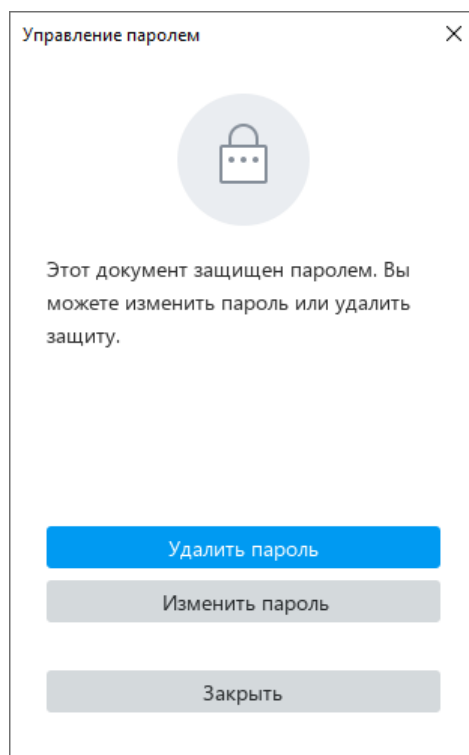 Управление паролем
Этот документ защищен паролем. Вы
можете изменить пароль или удалить
защиту.
Удалить пароль
Изменить пароль
Закрыть